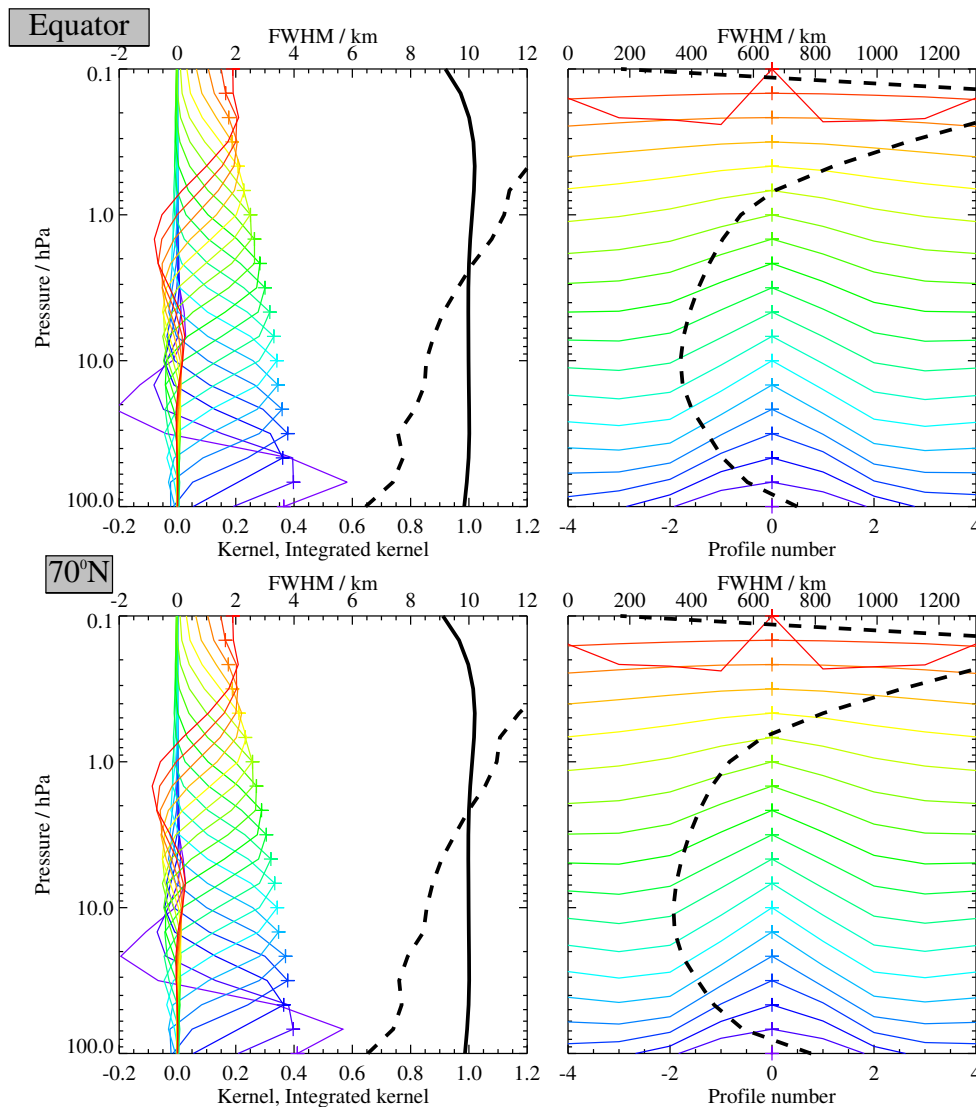 Equator
FWHM / km
-2 0 2 4 6 8 10 12
0.1
1.0
10.0
100.0
Pressure / hPa
-0.2 0.0 0.2 0.4 0.6 0.8 1.0 1.2
Kernel, Integrated kernel
FWHM / km
0 200 400 600 800 1000 1200
-4 -2 0 2 4
Profile number
70⁰N
FWHM / km
-2 0 2 4 6 8 10 12
0.1
1.0
10.0
100.0
Pressure / hPa
-0.2 0.0 0.2 0.4 0.6 0.8 1.0 1.2
Kernel, Integrated kernel
FWHM / km
0 200 400 600 800 1000 1200
-4 -2 0 2 4
Profile number